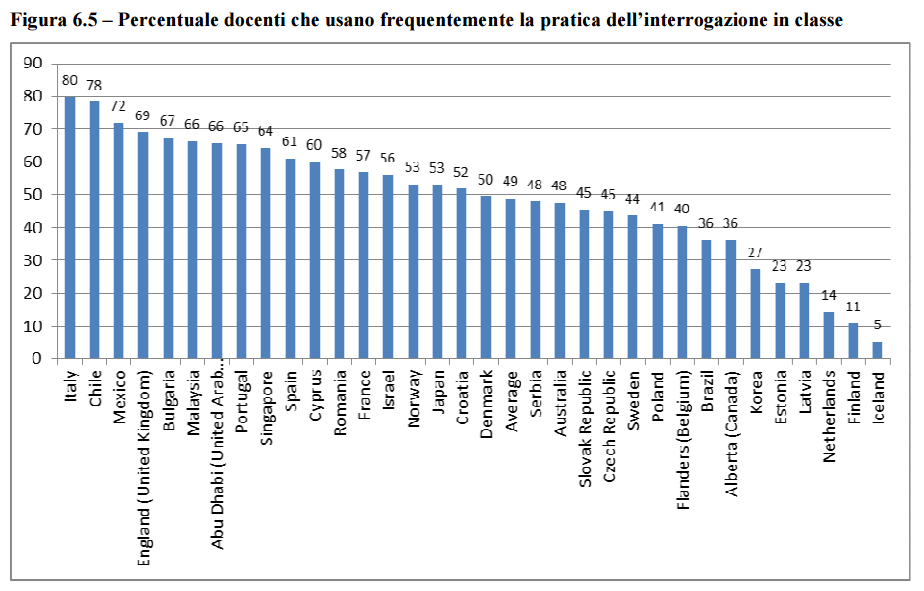 Figura 6.5 – Percentuale docenti che usano frequentemente la pratica dell’interrogazione in classe
90
80
70
60
50
40
30
20
10
0
80 78 72 69 67 66 66 65 64 61 60 58 57 56 53 53 52 50 49 48 48 45 45 44 41 40 36 36 27 23 23 14 11 5
Italy
Chile
Mexico
England (United Kingdom)
Bulgaria
Malaysia
Abu Dhabi (United Arab…
Portugal
Singapore
Spain
Cyprus
Romania
France
Israel
Norway
Japan
Croatia
Denmark
Average
Serbia
Australia
Slovak Republic
Czech Republic
Sweden
Poland
Flanders (Belgium)
Brazil
Alberta (Canada)
Korea
Estonia
Latvia
Netherlands
Finland
Iceland